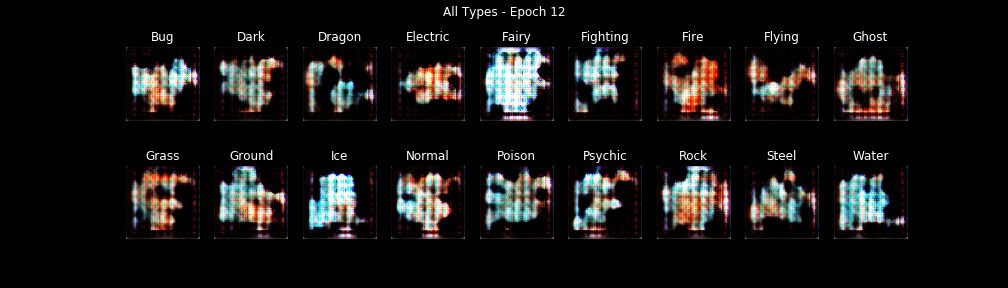 All Types - Epoch 12
Bug Dark Dragon Electric Fairy Fighting Fire Flying Ghost
Grass Ground Ice Normal Poison Psychic Rock Steel Water